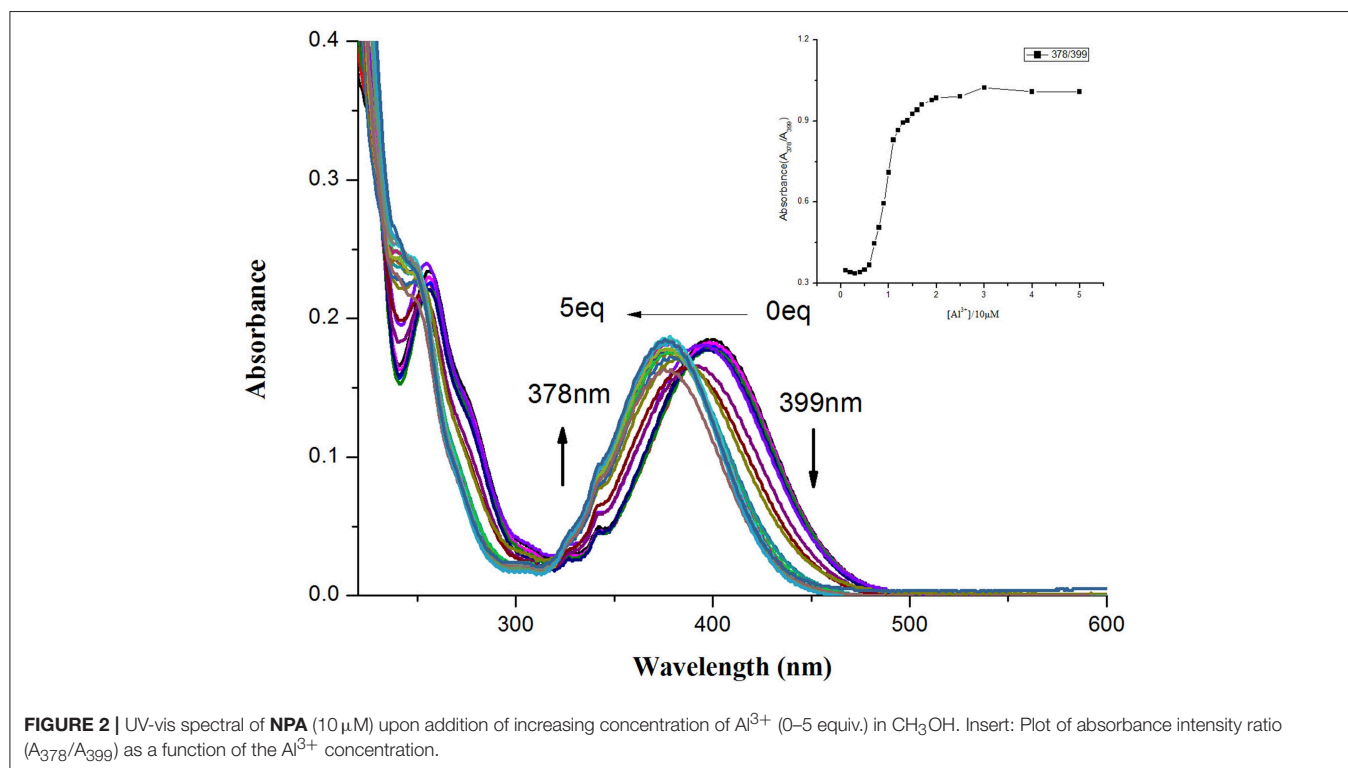 0.4
0.3
0.2
0.1
0.0
Absorbance
300 400 500 600
Wavelength (nm)
5eq 0eq
378nm
399nm
1.2
0.9
0.6
0.3
Absorbance(A₃₇₈/A₃₉₉)
378/399
0 1 2 3 4 5
[Al³⁺]/10μM
FIGURE 2 | UV-vis spectral of NPA (10 μM) upon addition of increasing concentration of Al³⁺ (0–5 equiv.) in CH₃OH. Insert: Plot of absorbance intensity ratio
(A₃₇₈/A₃₉₉) as a function of the Al³⁺ concentration.